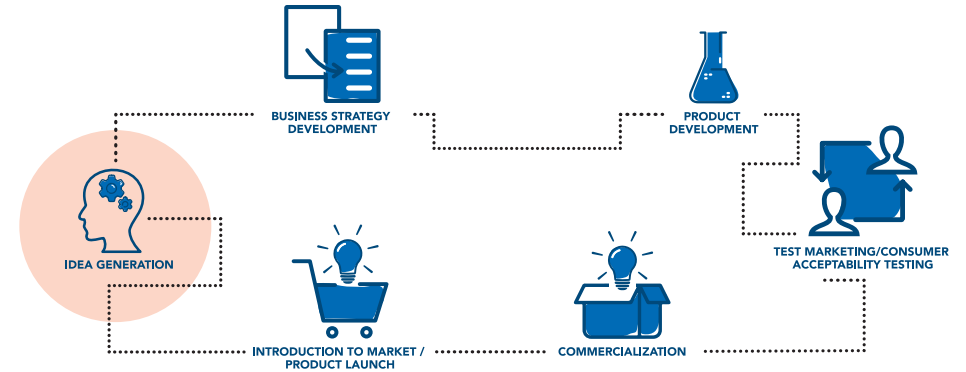 BUSINESS STRATEGY
DEVELOPMENT
PRODUCT
DEVELOPMENT
TEST MARKETING/CONSUMER
ACCEPTABILITY TESTING
IDEA GENERATION
INTRODUCTION TO MARKET /
PRODUCT LAUNCH
COMMERCIALIZATION